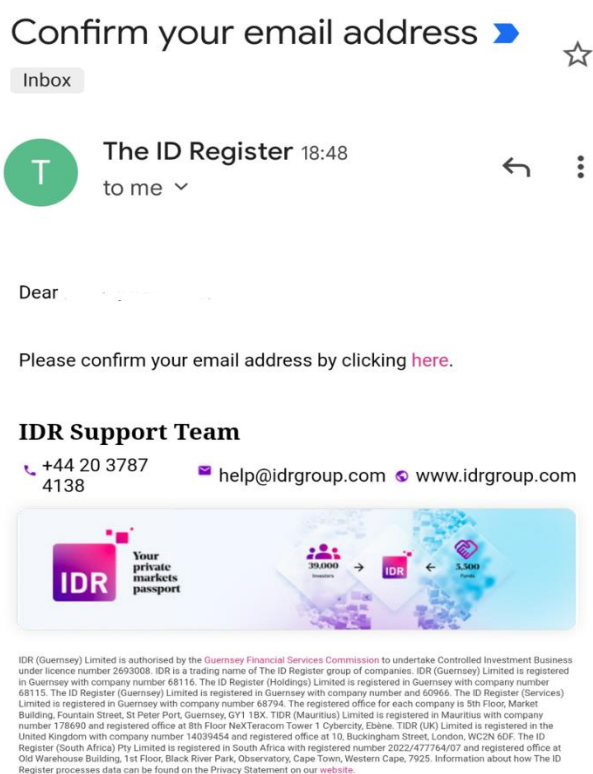 Confirm your email address
Inbox
T
The ID Register 18:48
to me
Dear
Please confirm your email address by clicking here.
IDR Support Team
+44 20 3787
4138
help@idrgroup.com
www.idrgroup.com
IDR
Your
private
markets
passport
39,000
Investors
IDR
3,500
Funds
IDR (Guernsey) Limited is authorised by the Guernsey Financial Services Commission to undertake Controlled Investment Business
under licence number 2693008. IDR is a trading name of The ID Register group of companies. IDR (Guernsey) Limited is registered
in Guernsey with company number 68116. The ID Register (Holdings) Limited is registered in Guernsey with company number
68115. The ID Register (Guernsey) Limited is registered in Guernsey with company number and 60966. The ID Register (Services)
Limited is registered in Guernsey with company number 68794. The registered office for each company is 5th Floor, Market
Building, Fountain Street, St Peter Port, Guernsey, GY1 1BX. TIDR (Mauritius) Limited is registered in Mauritius with company
number 178690 and registered office at 8th Floor NeXTeracom Tower 1 Cybercity, Ebène. TIDR (UK) Limited is registered in the
United Kingdom with company number 14039454 and registered office at 10, Buckingham Street, London, WC2N 6DF. The ID
Register (South Africa) Pty Limited is registered in South Africa with registered number 2022/477764/07 and registered office at
Old Warehouse Building, 1st Floor, Black River Park, Observatory, Cape Town, Western Cape, 7925. Information about how The ID
Register processes data can be found on the Privacy Statement on our website.